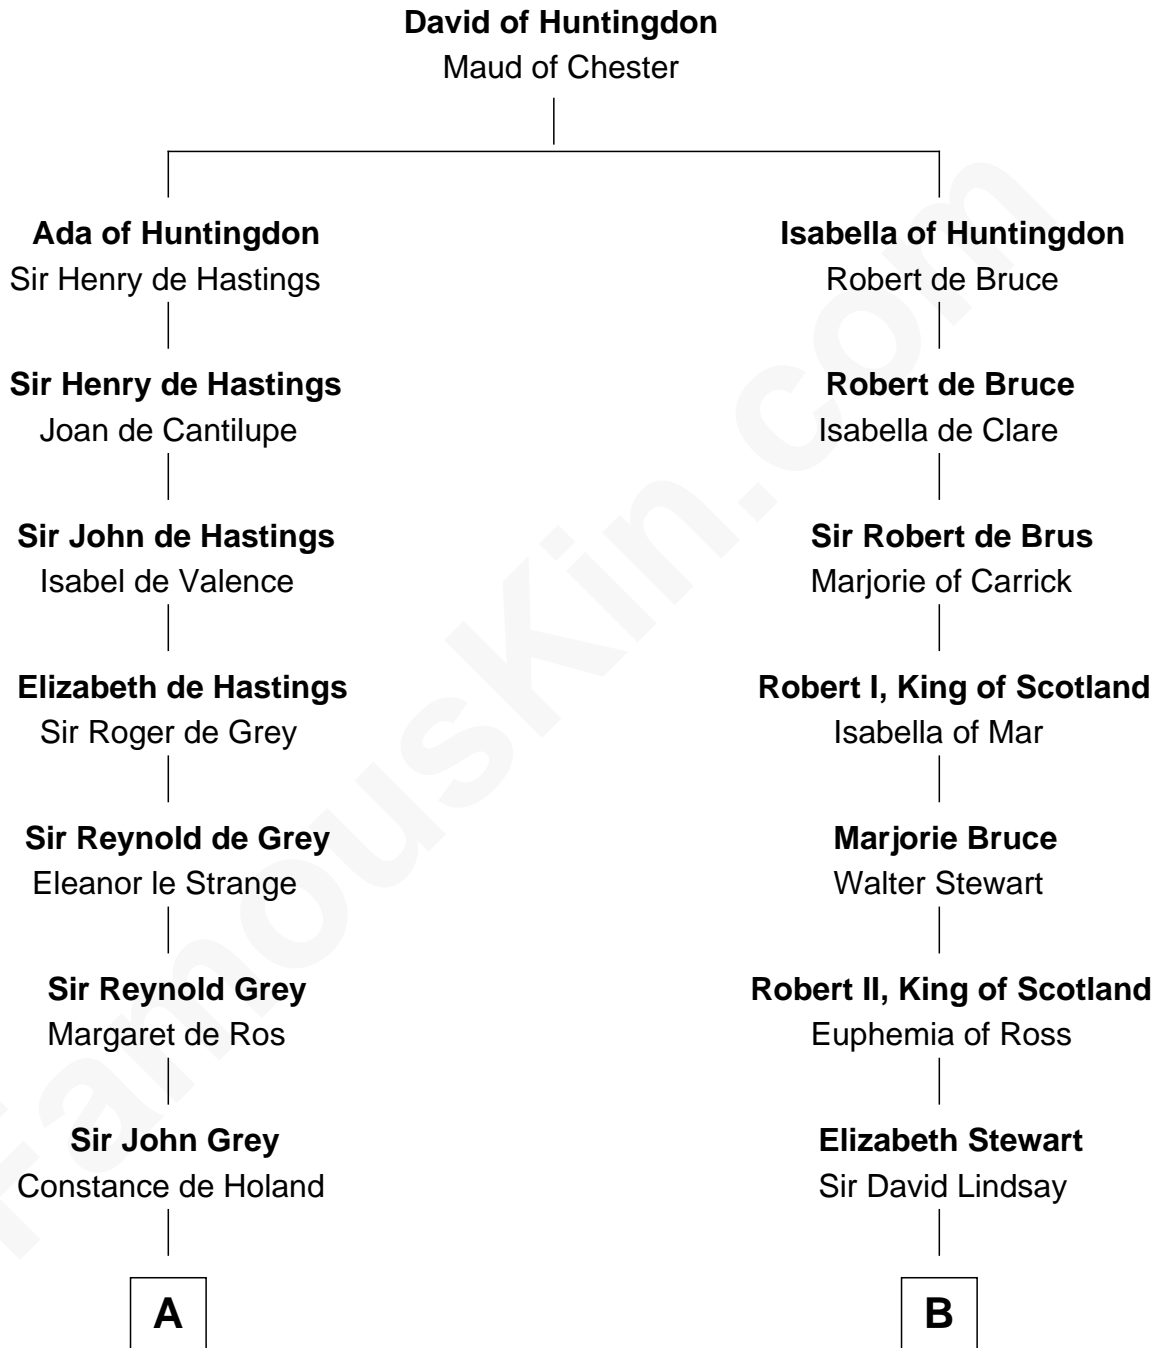 David of Huntingdon
Maud of Chester
Ada of Huntingdon
Sir Henry de Hastings
Isabella of Huntingdon
Robert de Bruce
Sir Henry de Hastings
Joan de Cantilupe
Robert de Bruce
Isabella de Clare
Sir John de Hastings
Isabel de Valence
Sir Robert de Brus
Marjorie of Carrick
Elizabeth de Hastings
Sir Roger de Grey
Robert I, King of Scotland
Isabella of Mar
Sir Reynold de Grey
Eleanor le Strange
Marjorie Bruce
Walter Stewart
Sir Reynold Grey
Margaret de Ros
Robert II, King of Scotland
Euphemia of Ross
Sir John Grey
Constance de Holand
Elizabeth Stewart
Sir David Lindsay
A
B
FamousKin.com